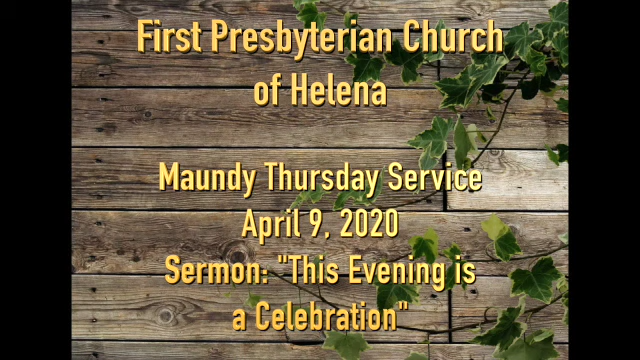 First Presbyterian Church
of Helena
Maundy Thursday Service
April 9, 2020
Sermon: "This Evening is
a Celebration"